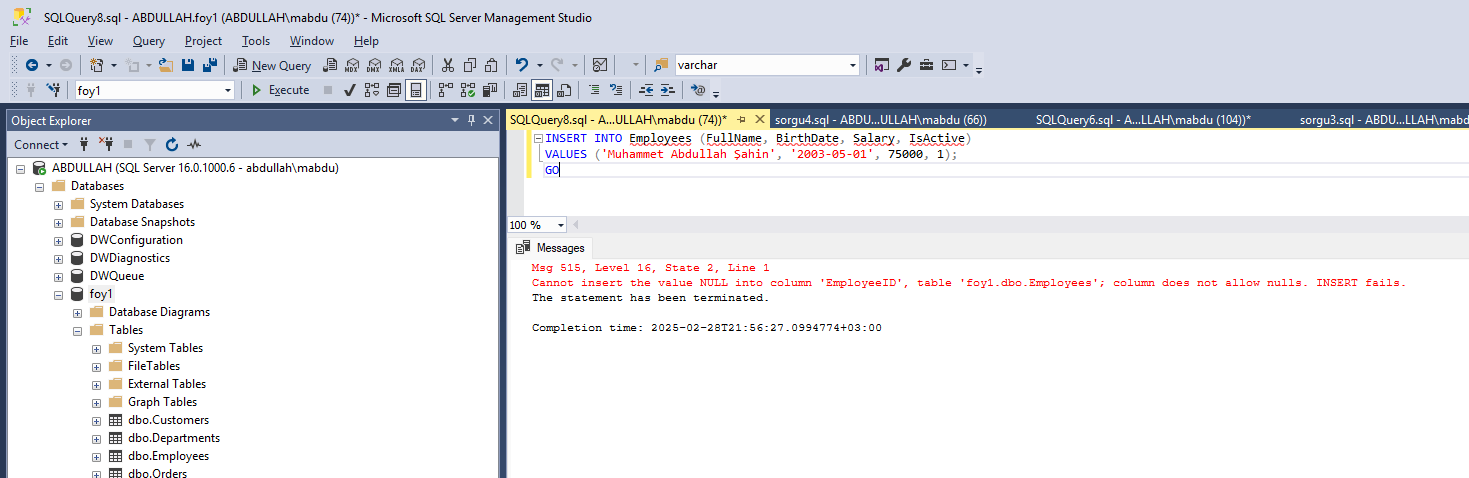 SQLQuery8.sql - ABDULLAH.foy1 (ABDULLAH\mabdu (74))* - Microsoft SQL Server Management Studio
File Edit View Query Project Tools Window Help
New Query MDX DMX XMLA DAX varchar
foy1 Execute
Object Explorer
SQLQuery8.sql - A...ULLAH\mabdu (74))* sorgu4.sql - ABDU...ULLAH\mabdu (66)) SQLQuery6.sql - A...LLAH\mabdu (104))* sorgu3.sql - ABDU...LLAH\mabd
Connect
ABDULLAH (SQL Server 16.0.1000.6 - abdullah\mabdu)
Databases
System Databases
Database Snapshots
DWConfiguration
DWDiagnostics
DWQueue
foy1
Database Diagrams
Tables
System Tables
FileTables
External Tables
Graph Tables
dbo.Customers
dbo.Departments
dbo.Employees
dbo.Orders
INSERT INTO Employees (FullName, BirthDate, Salary, IsActive)
VALUES ('Muhammet Abdullah Şahin', '2003-05-01', 75000, 1);
GO
100 %
Messages
Msg 515, Level 16, State 2, Line 1
Cannot insert the value NULL into column 'EmployeeID', table 'foy1.dbo.Employees'; column does not allow nulls. INSERT fails.
The statement has been terminated.
Completion time: 2025-02-28T21:56:27.0994774+03:00